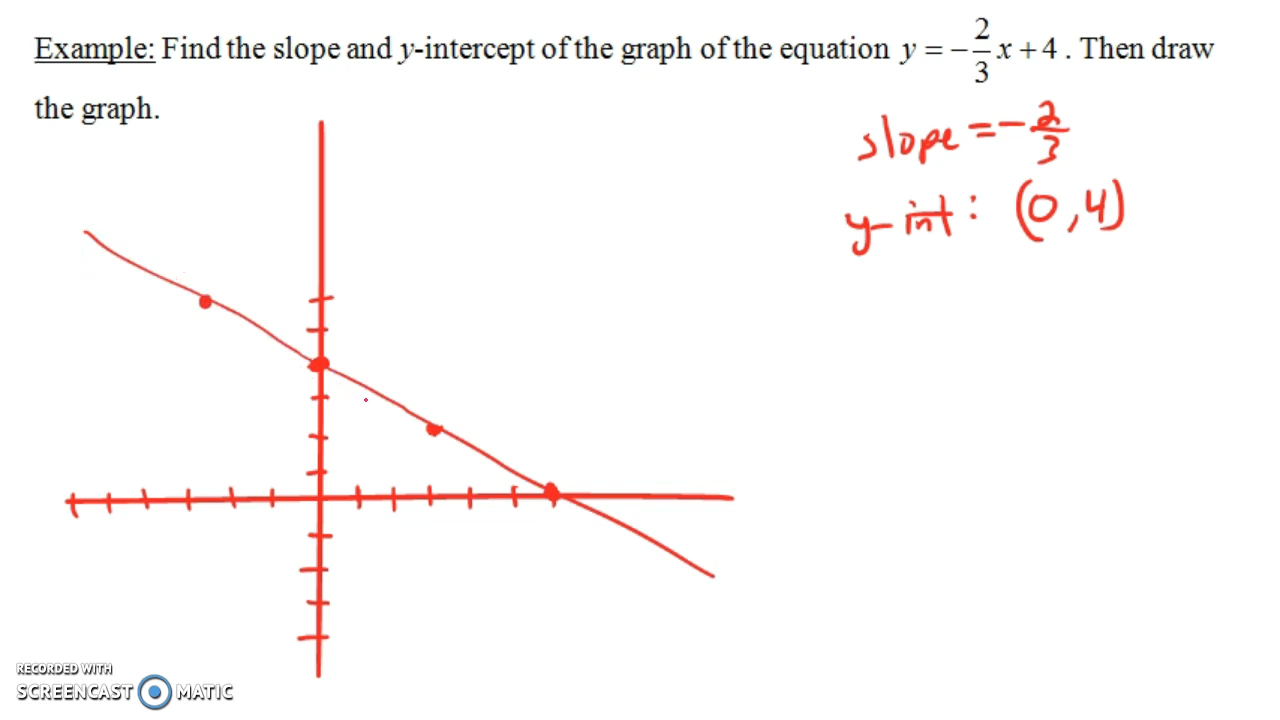 Example: Find the slope and y-intercept of the graph of the equation y = -2/3 x + 4 . Then draw
the graph.
slope = -2/3
y-int: (0,4)
RECORDED WITH
SCREENCAST MATIC